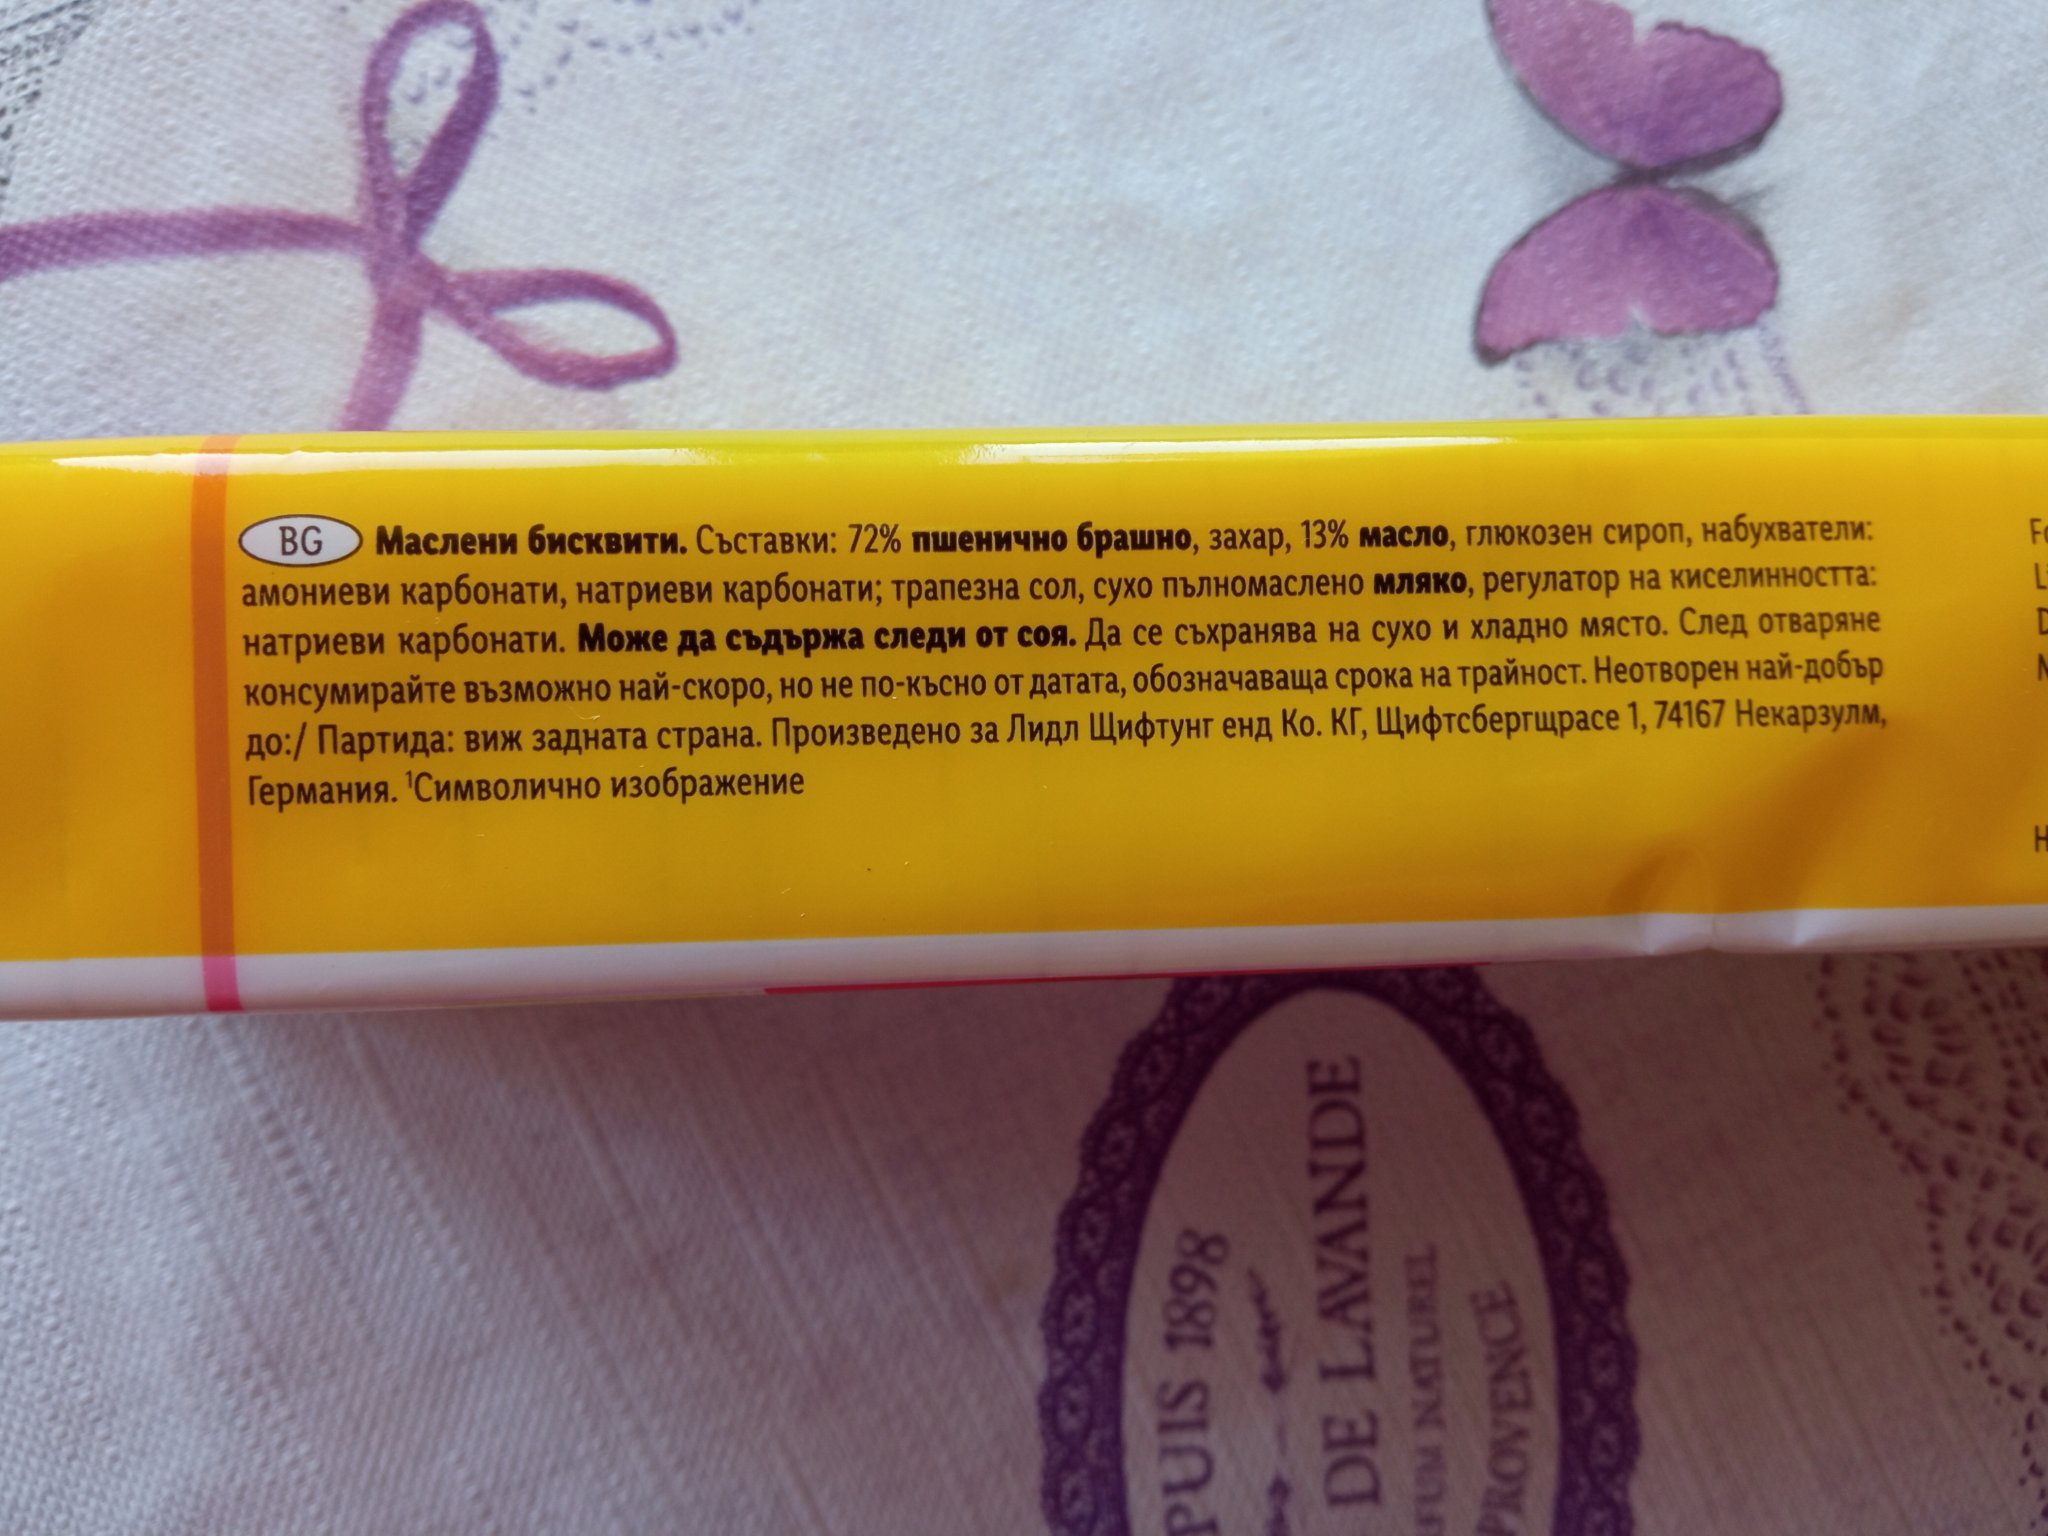 BG Маслени бисквити. Съставки: 72% пшенично брашно, захар, 13% масло, глюкозен сироп, набухватели:
амониеви карбонати, натриеви карбонати; трапезна сол, сухо пълномаслено мляко, регулатор на киселинността:
натриеви карбонати. Може да съдържа следи от соя. Да се съхранява на сухо и хладно място. След отваряне
консумирайте възможно най-скоро, но не по-късно от датата, обозначаваща срока на трайност. Неотворен най-добър
до:/ Партида: виж задната страна. Произведено за Лидл Щифтунг енд Ко. КГ, Щифтсбергщрасе 1, 74167 Некарзулм,
Германия. ¹Символично изображение
PUIS 1898
DE LAVANDE
FUM NATUREL
PROVENCE